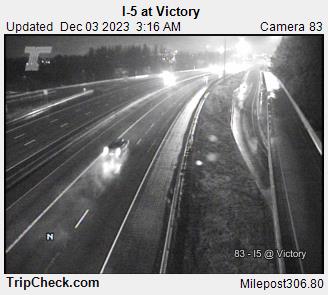 I-5 at Victory
Updated Dec 03 2023 3:16 AM Camera 83
T
N
83 - I5 @ Victory
TripCheck.com Milepost306.80